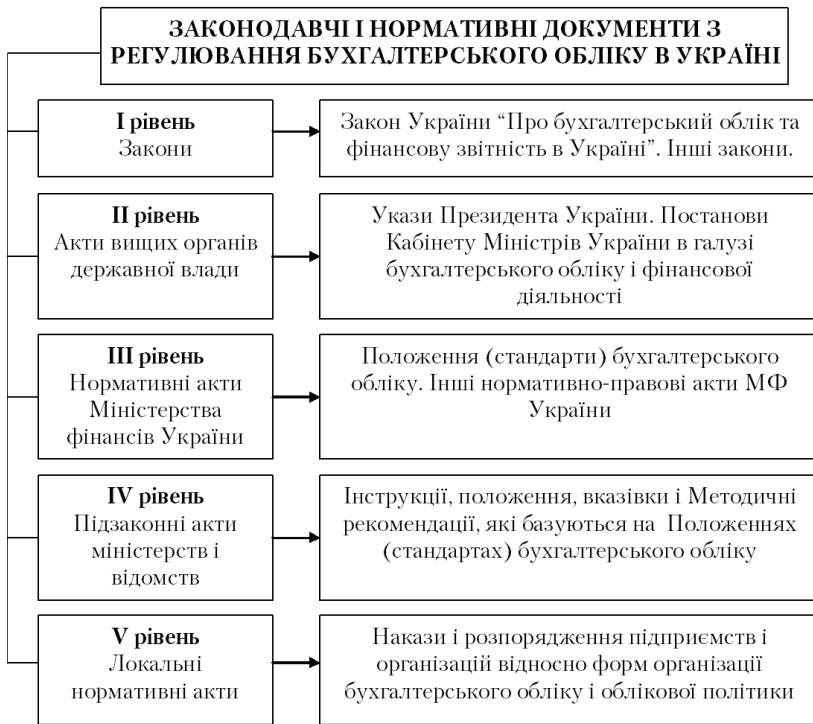 ЗАКОНОДАВЧІ І НОРМАТИВНІ ДОКУМЕНТИ З
РЕГУЛЮВАННЯ БУХГАЛТЕРСЬКОГО ОБЛІКУ В УКРАЇНІ
I рівень
Закони
Закон України “Про бухгалтерський облік та
фінансову звітність в Україні”. Інші закони.
II рівень
Акти вищих органів
державної влади
Укази Президента України. Постанови
Кабінету Міністрів України в галузі
бухгалтерського обліку і фінансової
діяльності
III рівень
Нормативні акти
Міністерства
фінансів України
Положення (стандарти) бухгалтерського
обліку. Інші нормативно-правові акти МФ
України
IV рівень
Підзаконні акти
міністерств і
відомств
Інструкції, положення, вказівки і Методичні
рекомендації, які базуються на Положеннях
(стандартах) бухгалтерського обліку
V рівень
Локальні
нормативні акти
Накази і розпорядження підприємств і
організацій відносно форм організації
бухгалтерського обліку і облікової політики